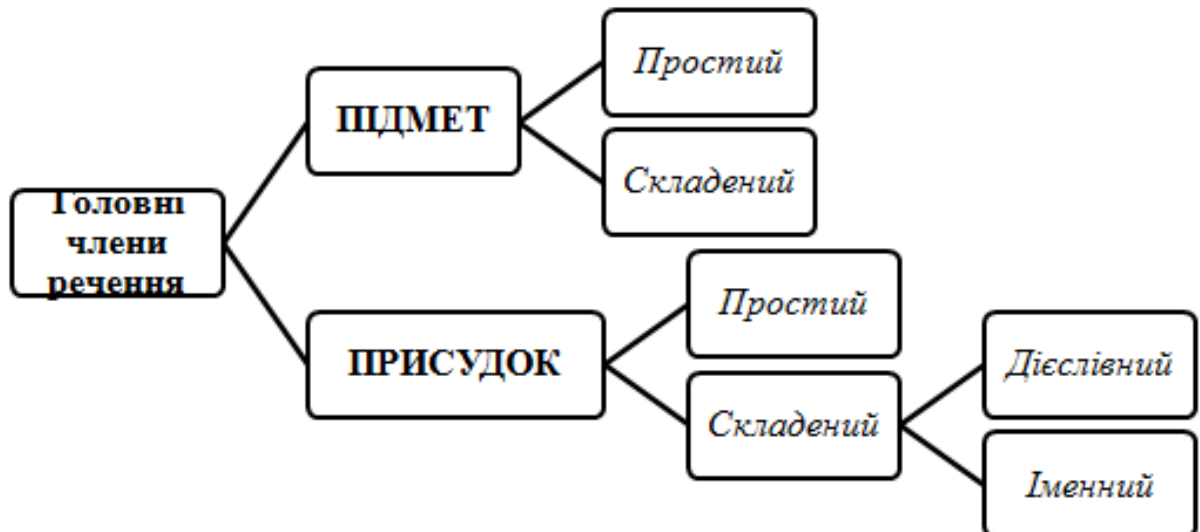 Головні
члени
речення
ПІДМЕТ
Простий
Складений
ПРИСУДОК
Простий
Складений
Дієслівний
Іменний